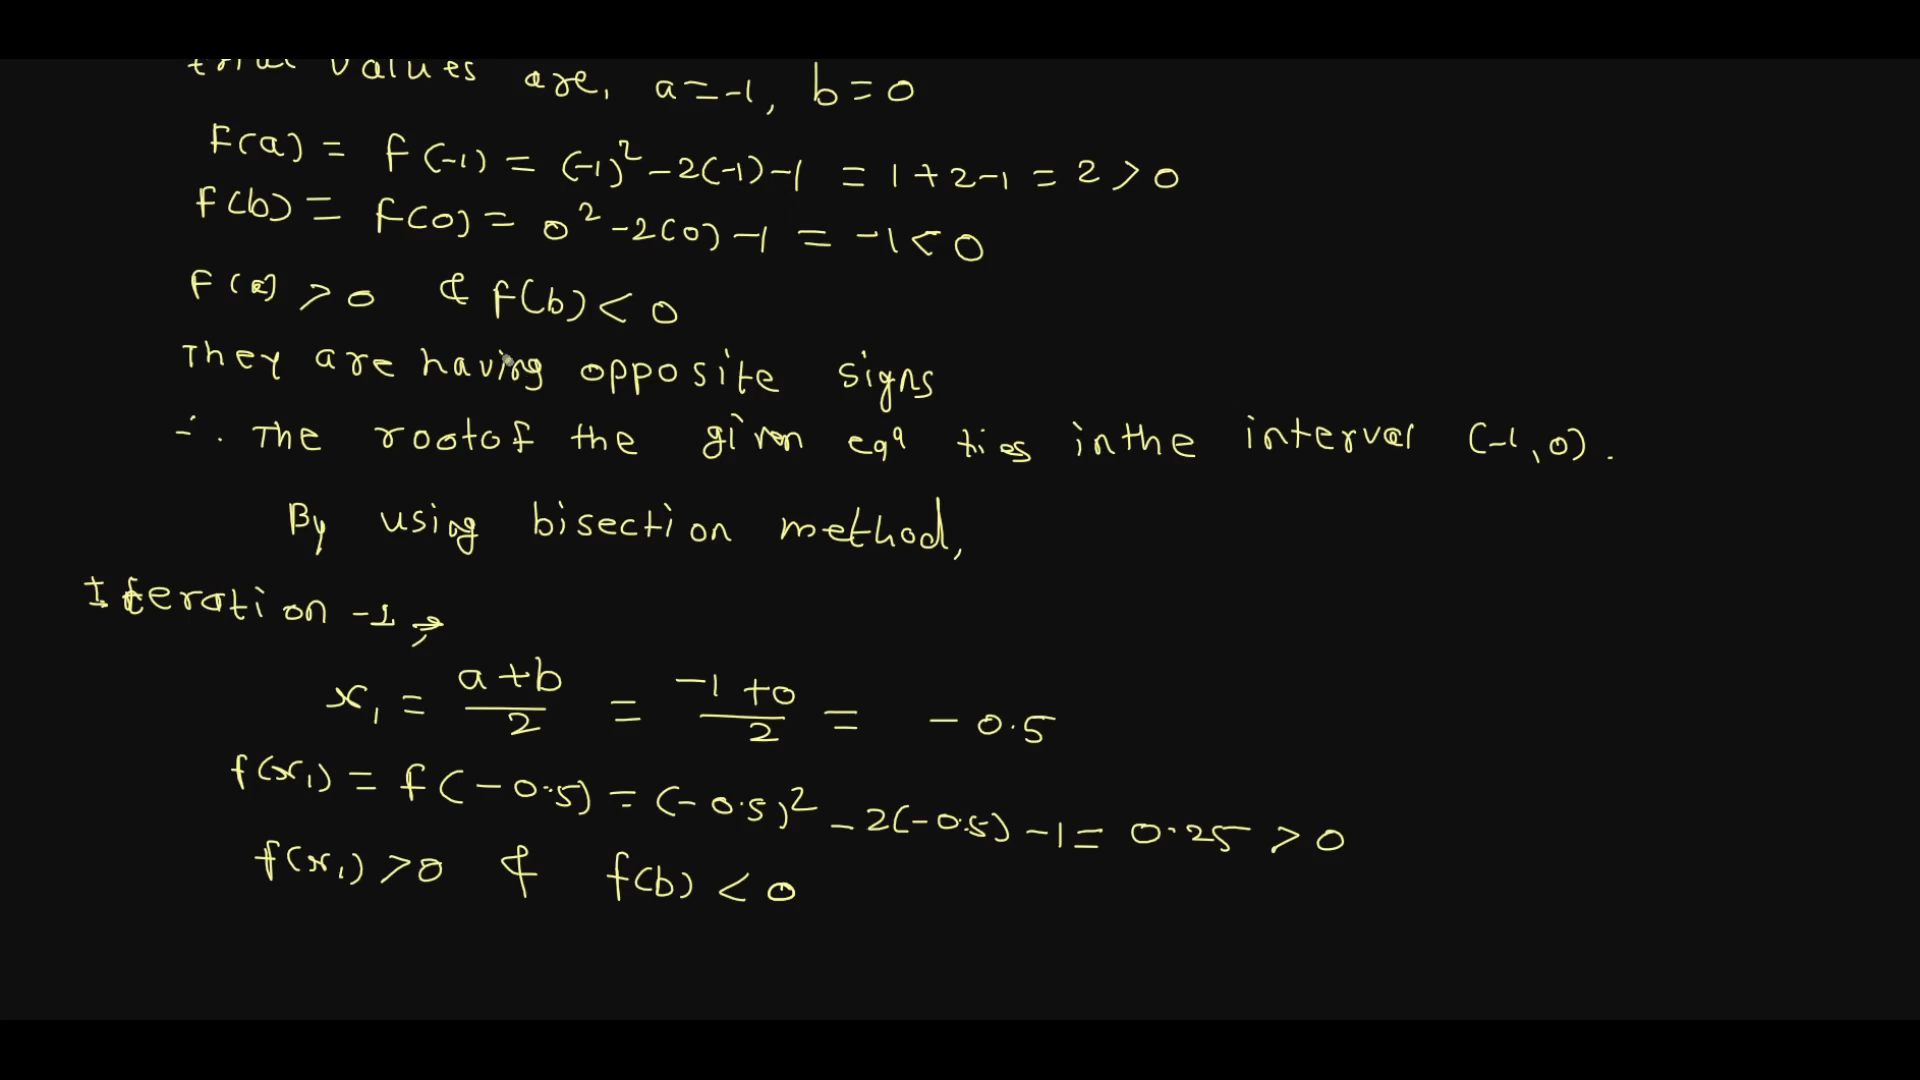 values are, a=-1, b=0
F(a) = f(-1) = (-1)² -2(-1)-1 = 1+2-1 = 2 > 0
f(b) = f(0) = 0² -2(0) -1 = -1 < 0
F(a) > 0 & f(b) < 0
They are having opposite signs
∴ The root of the given eqⁿ lies in the interval (-1, 0).
By using bisection method,
Iteration -1 →
x₁ = a+b/2 = -1+0/2 = -0.5
f(x₁) = f(-0.5) = (-0.5)² -2(-0.5) -1 = 0.25 > 0
f(x₁) > 0 & f(b) < 0